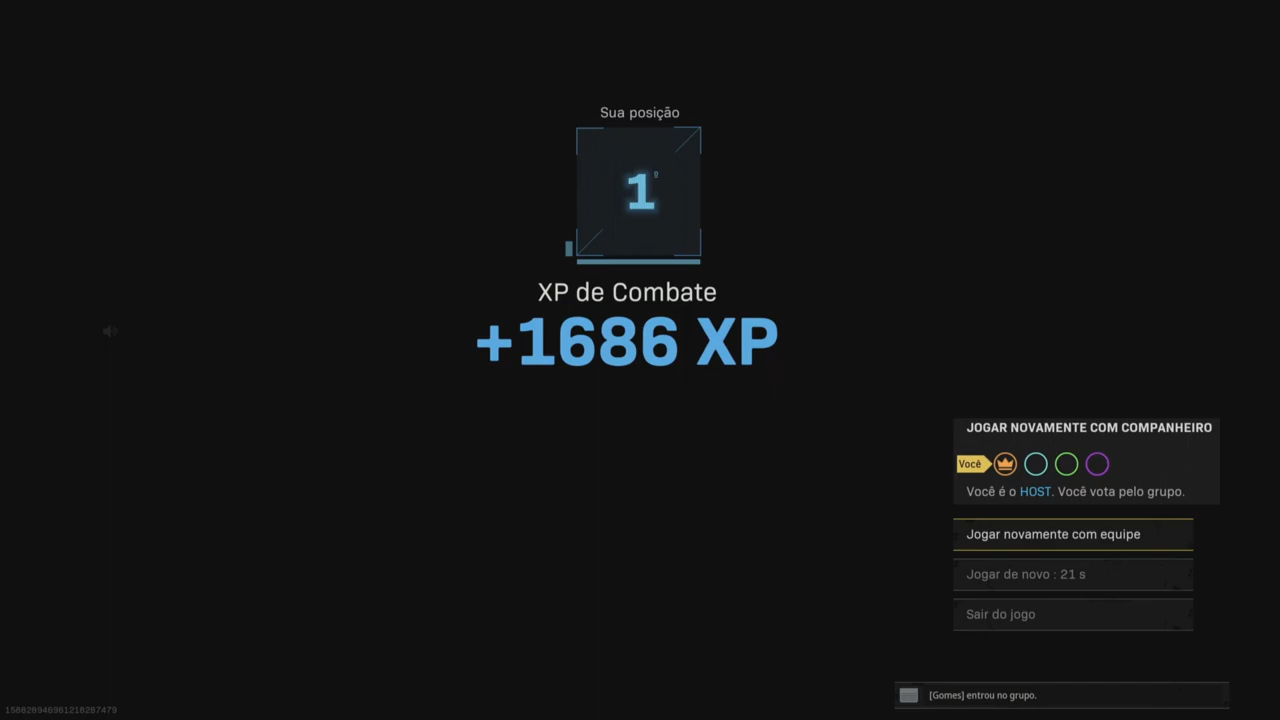 Sua posição
1º
XP de Combate
+1686 XP
JOGAR NOVAMENTE COM COMPANHEIRO
Você
Você é o HOST. Você vota pelo grupo.
Jogar novamente com equipe
Jogar de novo : 21 s
Sair do jogo
[Gomes] entrou no grupo.
158828946961218287479